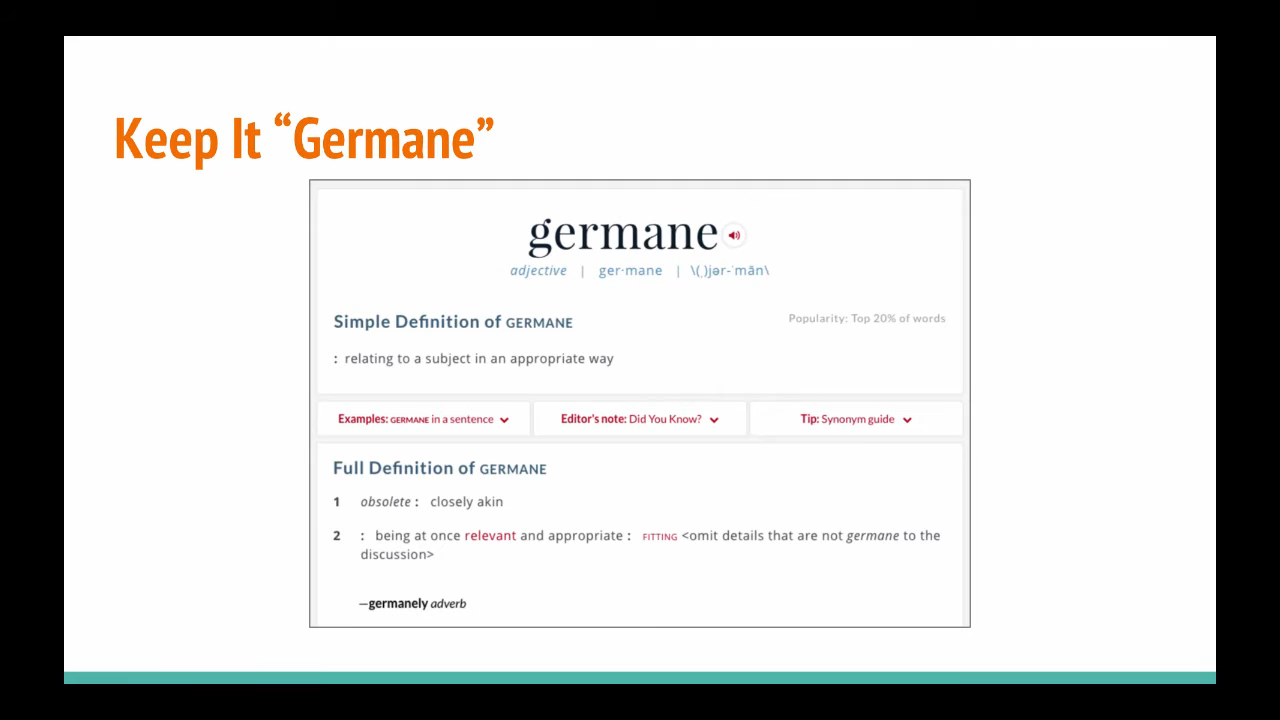 Keep It “Germane”
germane
adjective | ger·mane | \(ˌ)jər-ˈmān\
Simple Definition of GERMANE
Popularity: Top 20% of words
: relating to a subject in an appropriate way
Examples: GERMANE in a sentence
Editor's note: Did You Know?
Tip: Synonym guide
Full Definition of GERMANE
1 obsolete : closely akin
2 : being at once relevant and appropriate : FITTING <omit details that are not germane to the
discussion>
—germanely adverb